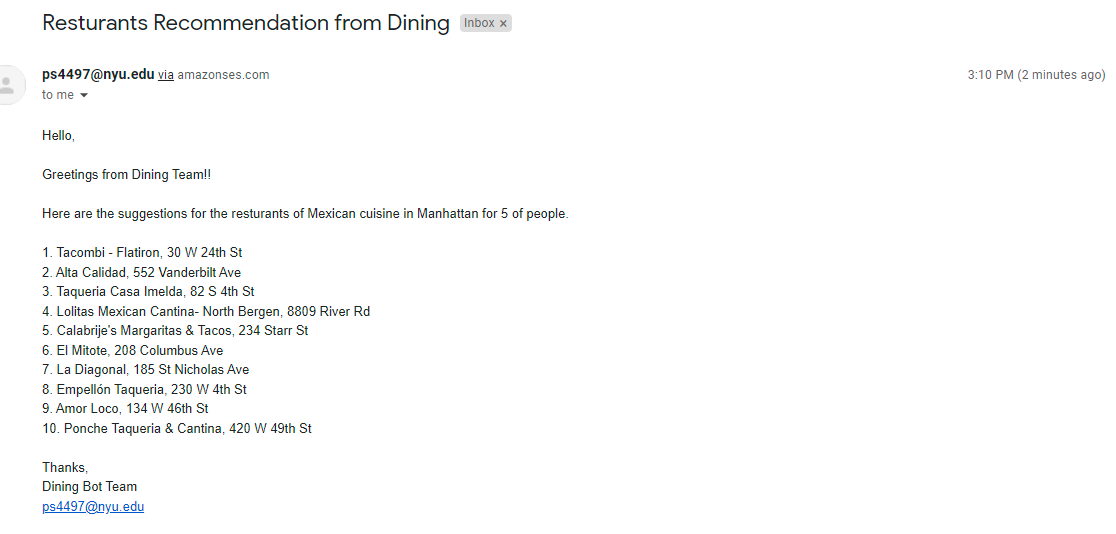 Resturants Recommendation from Dining Inbox ×
ps4497@nyu.edu via amazonses.com 3:10 PM (2 minutes ago)
to me
Hello,
Greetings from Dining Team!!
Here are the suggestions for the resturants of Mexican cuisine in Manhattan for 5 of people.
1. Tacombi - Flatiron, 30 W 24th St
2. Alta Calidad, 552 Vanderbilt Ave
3. Taqueria Casa Imelda, 82 S 4th St
4. Lolitas Mexican Cantina- North Bergen, 8809 River Rd
5. Calabrije's Margaritas & Tacos, 234 Starr St
6. El Mitote, 208 Columbus Ave
7. La Diagonal, 185 St Nicholas Ave
8. Empellón Taqueria, 230 W 4th St
9. Amor Loco, 134 W 46th St
10. Ponche Taqueria & Cantina, 420 W 49th St
Thanks,
Dining Bot Team
ps4497@nyu.edu